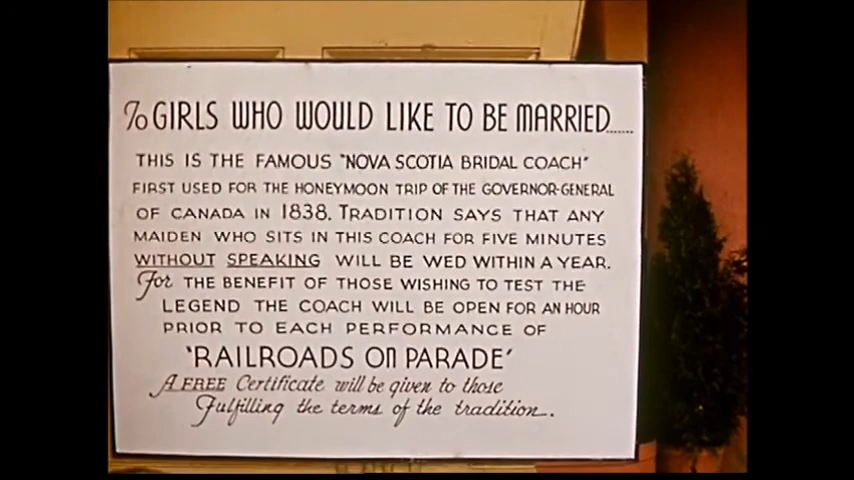 To GIRLS WHO WOULD LIKE TO BE MARRIED......
THIS IS THE FAMOUS "NOVA SCOTIA BRIDAL COACH"
FIRST USED FOR THE HONEYMOON TRIP OF THE GOVERNOR-GENERAL
OF CANADA IN 1838. TRADITION SAYS THAT ANY
MAIDEN WHO SITS IN THIS COACH FOR FIVE MINUTES
WITHOUT SPEAKING WILL BE WED WITHIN A YEAR.
For THE BENEFIT OF THOSE WISHING TO TEST THE
LEGEND THE COACH WILL BE OPEN FOR AN HOUR
PRIOR TO EACH PERFORMANCE OF
'RAILROADS ON PARADE'
A FREE Certificate will be given to those
Fulfilling the terms of the tradition.